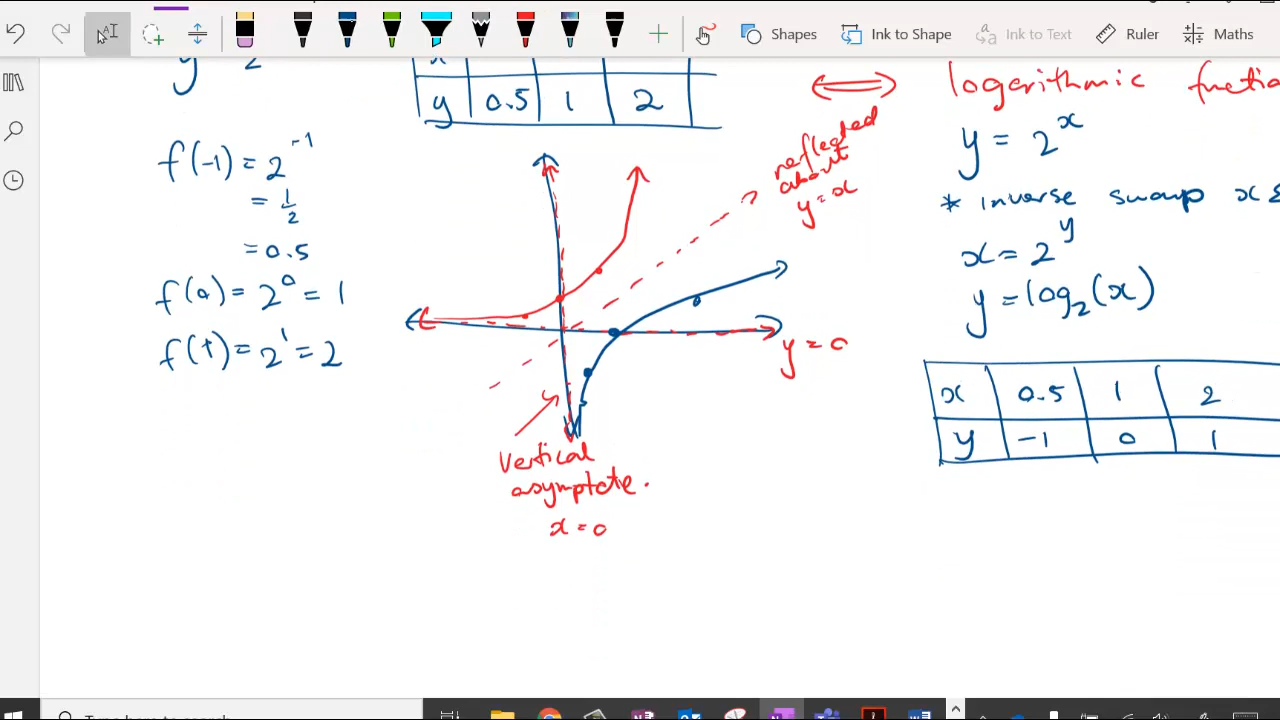 Shapes
Ink to Shape
Ink to Text
Ruler
Maths
y 2
y 0.5 1 2
f(-1) = 2^-1
= 1/2
= 0.5
f(0) = 2^0 = 1
f(1) = 2^1 = 2
reflected
about
y = x
y = 0
Vertical
asymptote.
x = 0
logarithmic functio
y = 2^x
* inverse swap x &
x = 2^y
y = log₂(x)
x 0.5 1 2
y -1 0 1